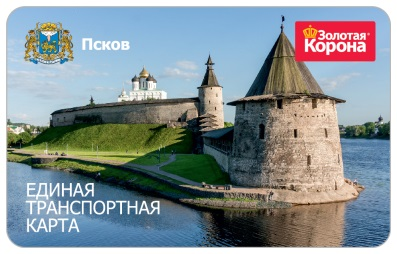 Псков
Золотая
Корона
ЕДИНАЯ
ТРАНСПОРТНАЯ
КАРТА